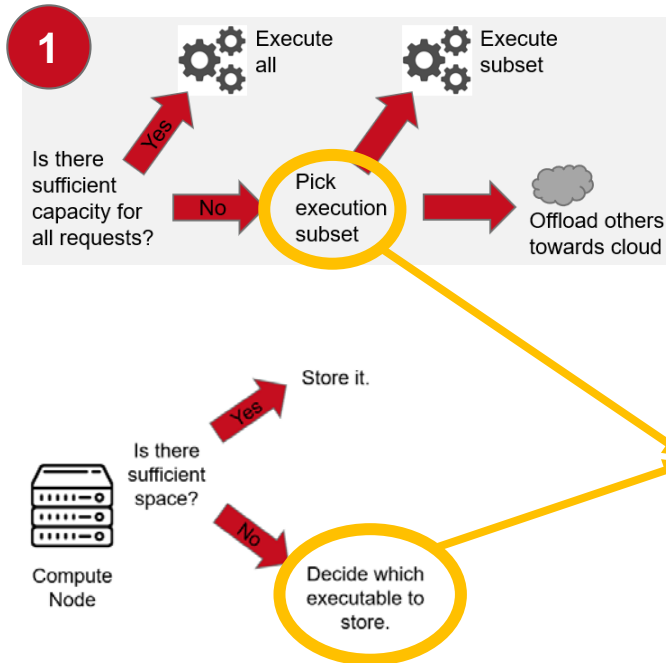 1
Execute
all
Execute
subset
Yes
Is there
sufficient
capacity for
all requests?
No
Pick
execution
subset
Offload others
towards cloud
Store it.
Yes
Is there
sufficient
space?
No
Compute
Node
Decide which
executable to
store.